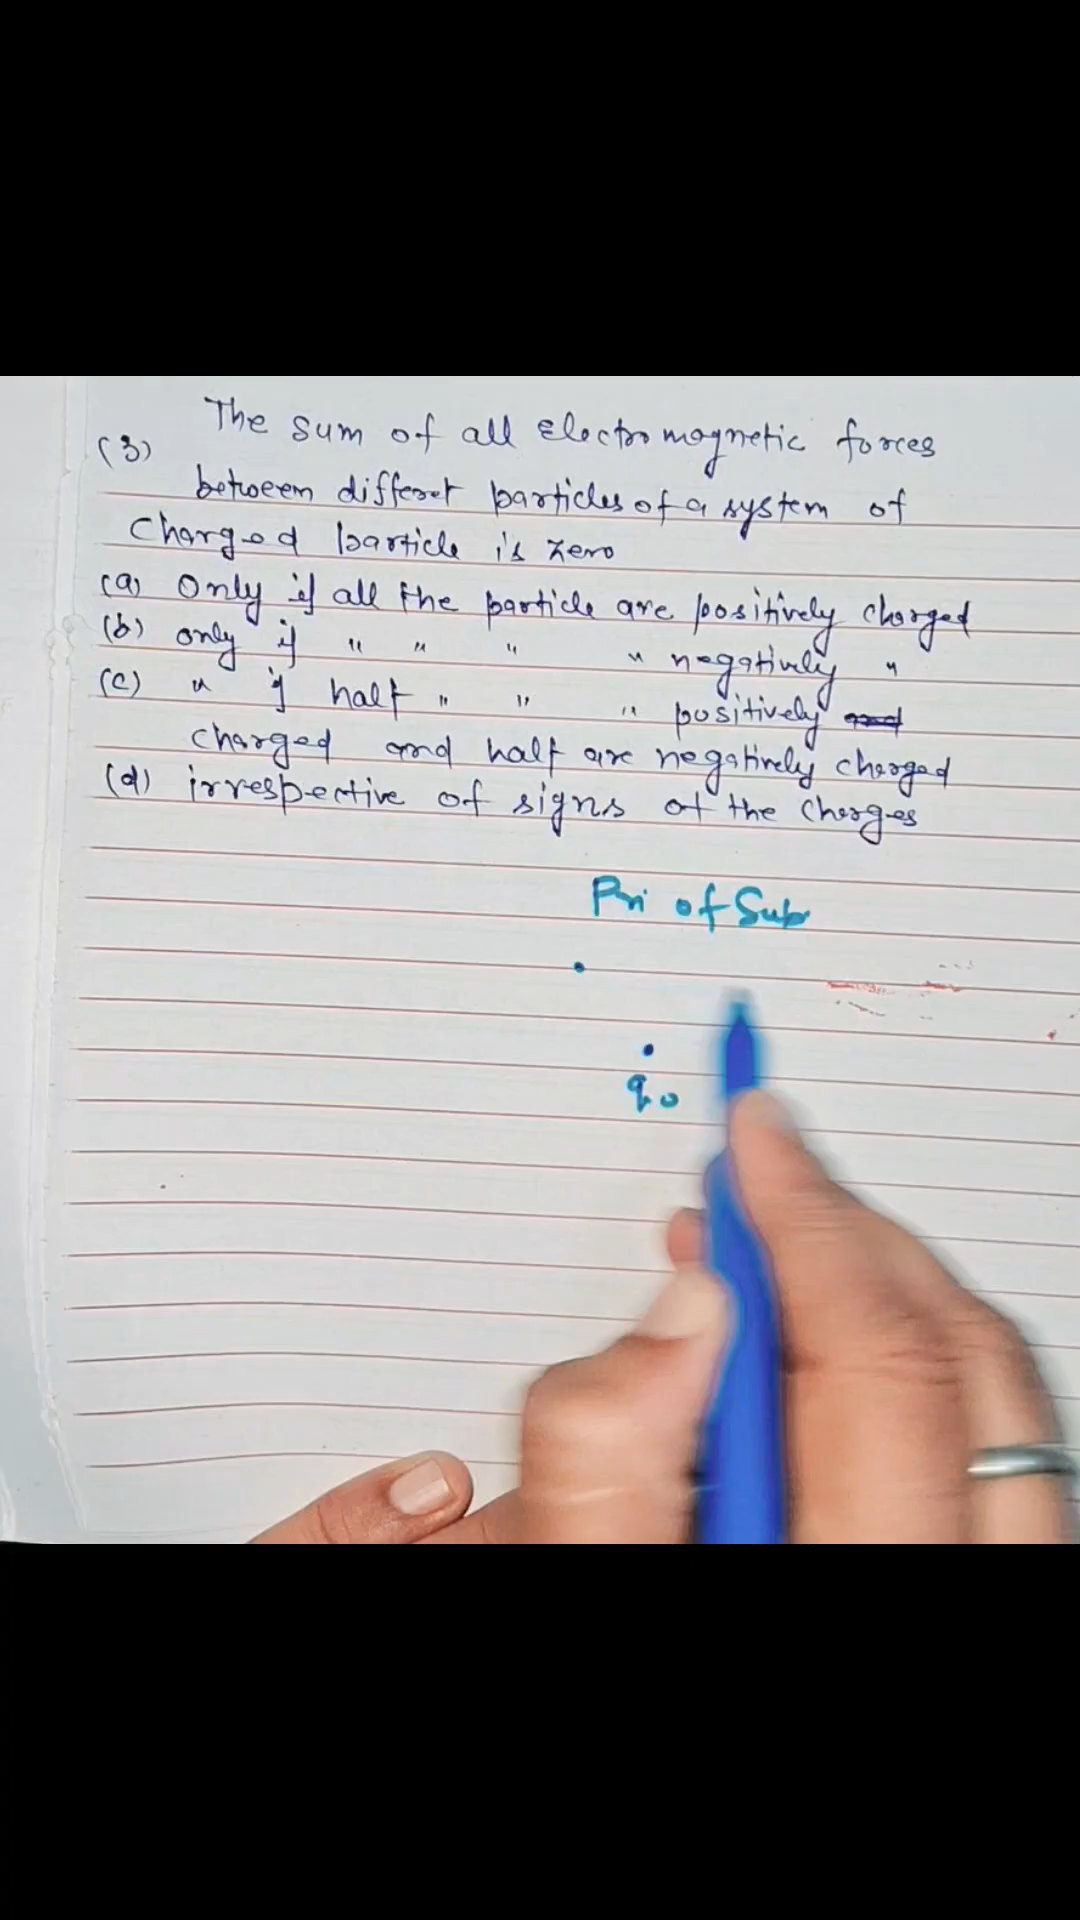 The sum of all electromagnetic forces
(3)
between differet particles of a system of
Charged particle is zero
(a) Only if all the particle are positively charged
(b) only if " " " " negatively "
(c) " if half " " " positively
charged and half are negatively charged
(d) irrespective of signs of the charges
Pri of Sub
q0